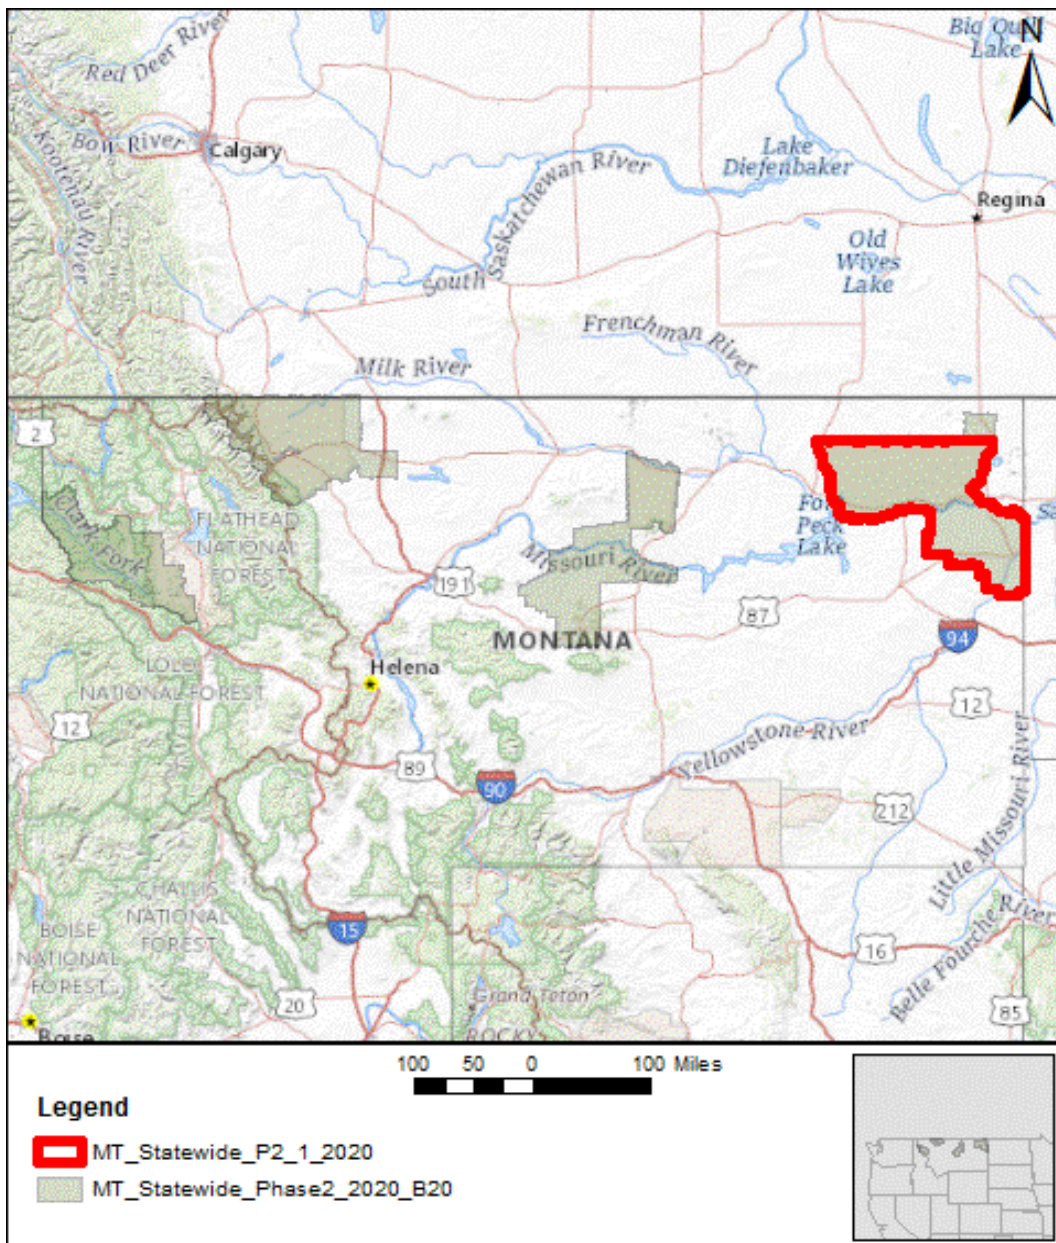 Red Deer River
Big Quill
Lake
N
Bow River
Calgary
Kootenay River
Lake
Diefenbaker
South Saskatchewan River
Regina
Old
Wives
Lake
Frenchman River
Milk River
2
Clark Fork
FLATHEAD
NATIONAL
FOREST
191
Missouri River
Fort
Peck
Lake
87
MONTANA
94
Helena
LOLO
NATIONAL FOREST
12
12
89
90
Yellowstone River
212
Little Missouri River
CHALLIS
NATIONAL
FOREST
BOISE
NATIONAL
FOREST
15
16
Belle Fourche River
20
Grand Teton
ROCKY
85
Boise
100 50 0 100 Miles
Legend
MT_Statewide_P2_1_2020
MT_Statewide_Phase2_2020_B20